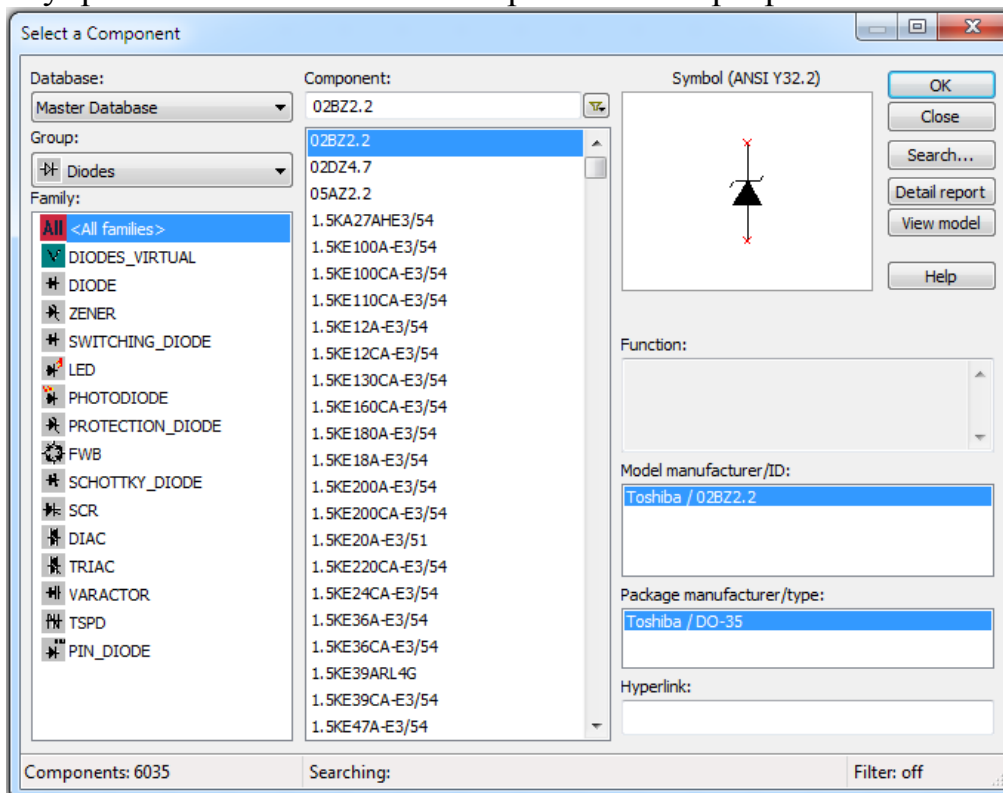 Select a Component
Database:
Master Database
Group:
Diodes
Family:
All <All families>
DIODES_VIRTUAL
DIODE
ZENER
SWITCHING_DIODE
LED
PHOTODIODE
PROTECTION_DIODE
FWB
SCHOTTKY_DIODE
SCR
DIAC
TRIAC
VARACTOR
TSPD
PIN_DIODE
Component:
02BZ2.2
02BZ2.2
02DZ4.7
05AZ2.2
1.5KA27AHE3/54
1.5KE100A-E3/54
1.5KE100CA-E3/54
1.5KE110CA-E3/54
1.5KE12A-E3/54
1.5KE12CA-E3/54
1.5KE130CA-E3/54
1.5KE160CA-E3/54
1.5KE180A-E3/54
1.5KE18A-E3/54
1.5KE200A-E3/54
1.5KE200CA-E3/54
1.5KE20A-E3/51
1.5KE220CA-E3/54
1.5KE24CA-E3/54
1.5KE36A-E3/54
1.5KE36CA-E3/54
1.5KE39ARL4G
1.5KE39CA-E3/54
1.5KE47A-E3/54
Symbol (ANSI Y32.2)
OK
Close
Search...
Detail report
View model
Help
Function:
Model manufacturer/ID:
Toshiba / 02BZ2.2
Package manufacturer/type:
Toshiba / DO-35
Hyperlink:
Components: 6035
Searching:
Filter: off